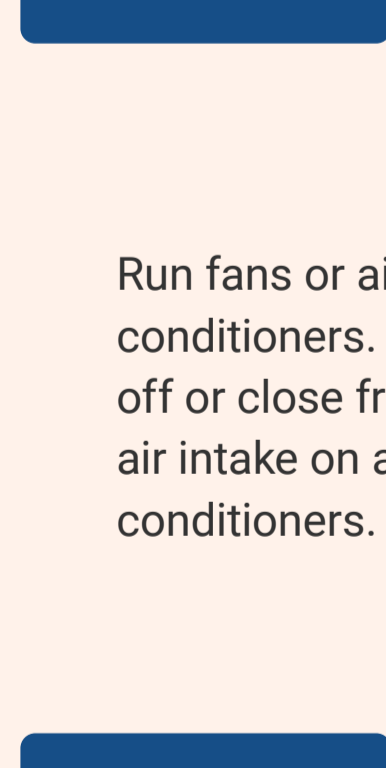 Run fans or ai
conditioners.
off or close fr
air intake on a
conditioners.